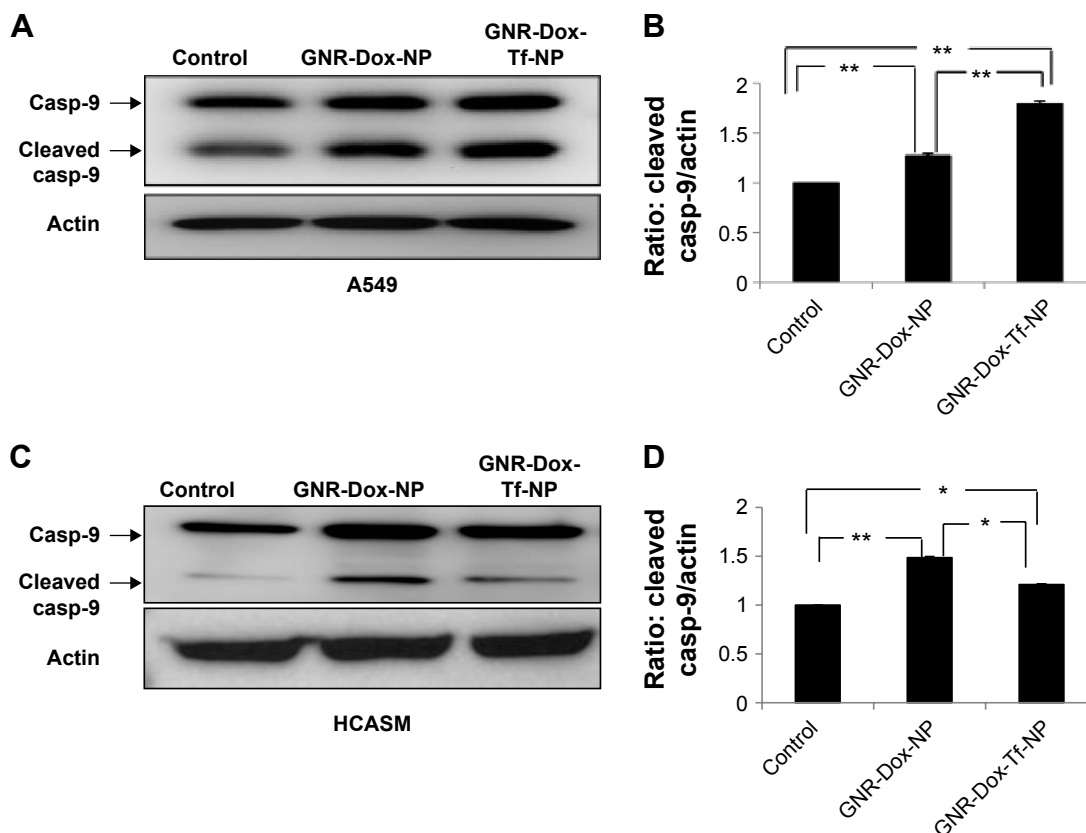 A
Control
GNR-Dox-NP
GNR-Dox-
Tf-NP
Casp-9
Cleaved
casp-9
Actin
A549
B
Ratio: cleaved
casp-9/actin
2
1.5
1
0.5
0
**
**
**
Control
GNR-Dox-NP
GNR-Dox-Tf-NP
C
Control
GNR-Dox-NP
GNR-Dox-
Tf-NP
Casp-9
Cleaved
casp-9
Actin
HCASM
D
Ratio: cleaved
casp-9/actin
2
1.5
1
0.5
0
*
**
*
Control
GNR-Dox-NP
GNR-Dox-Tf-NP